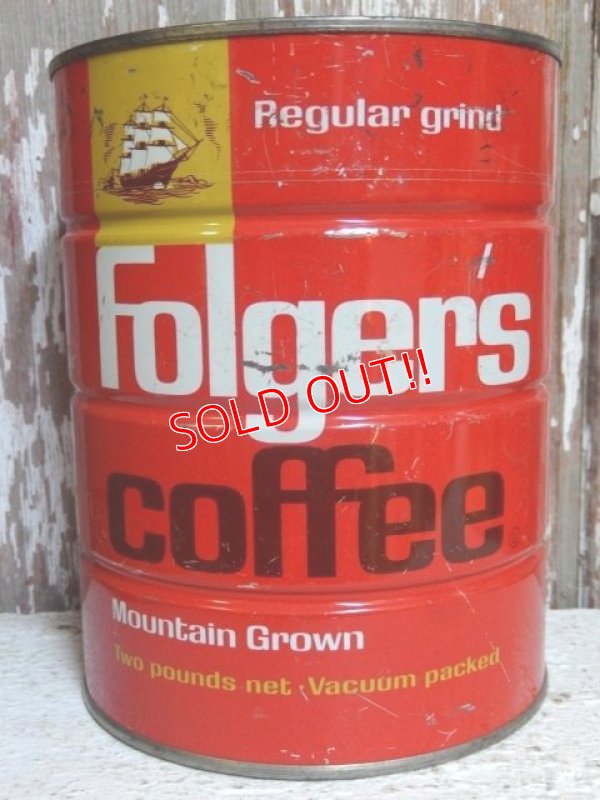 Regular grind
Folger's
SOLD OUT!!
coffee
Mountain Grown
Two pounds net • Vacuum packed